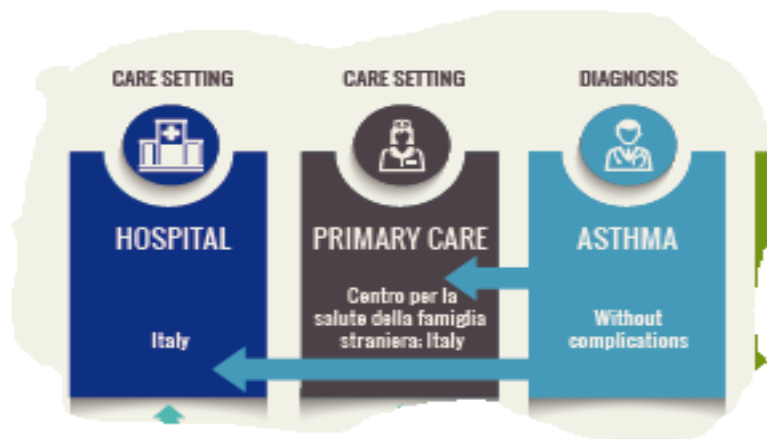 CARE SETTING
HOSPITAL
Italy
CARE SETTING
PRIMARY CARE
Centro per la
salute della famiglia
straniera; Italy
DIAGNOSIS
ASTHMA
Without
complications